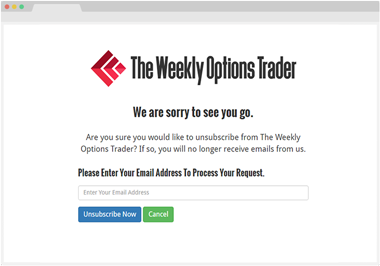 The Weekly Options Trader
We are sorry to see you go.
Are you sure you would like to unsubscribe from The Weekly
Options Trader? If so, you will no longer receive emails from us.
Please Enter Your Email Address To Process Your Request.
Enter Your Email Address
Unsubscribe Now Cancel